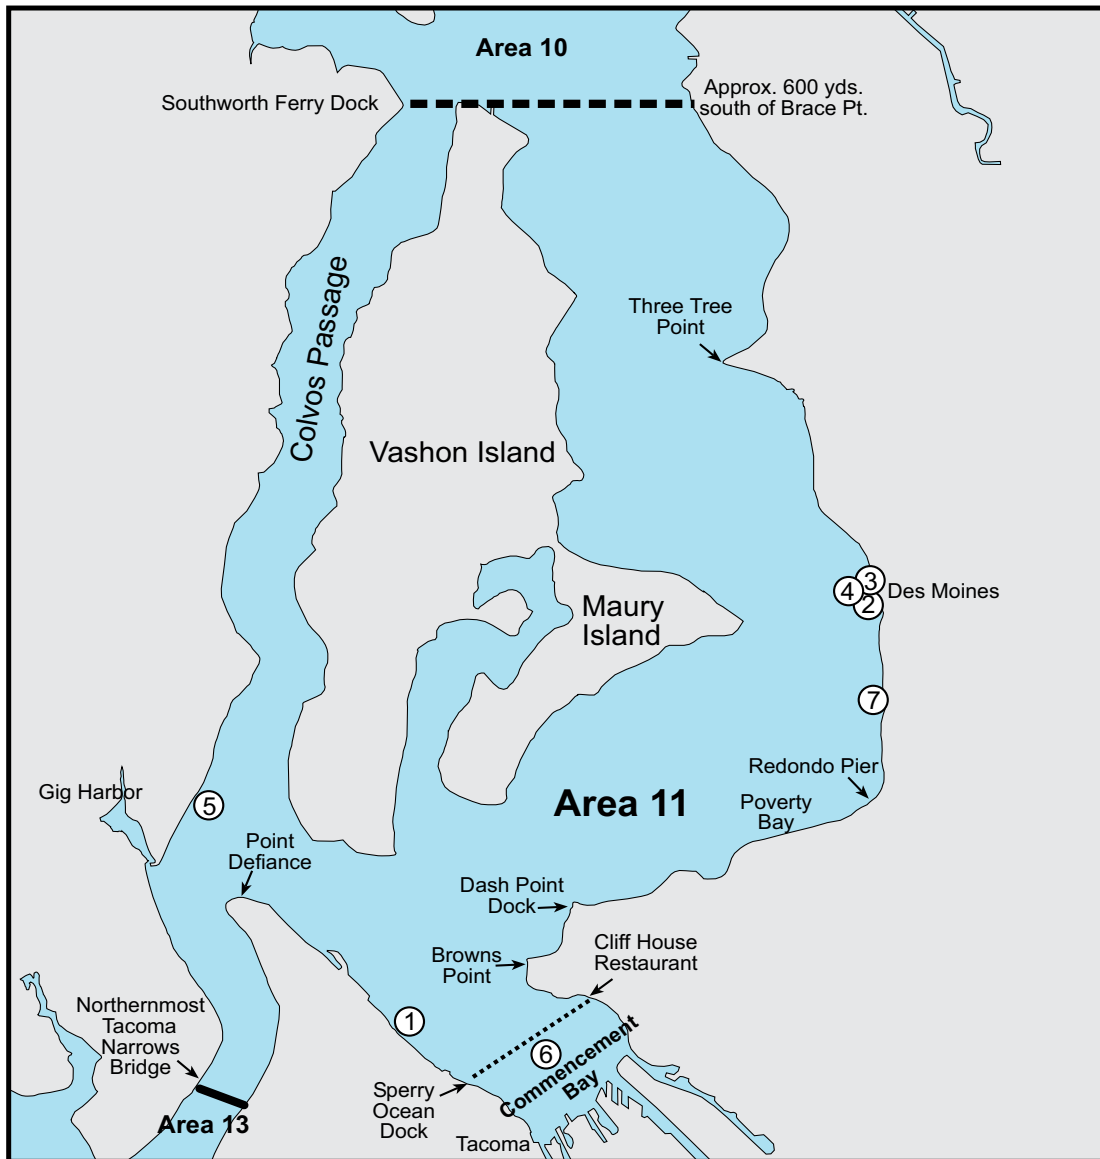 Area 10
Southworth Ferry Dock
Approx. 600 yds.
south of Brace Pt.
Colvos Passage
Three Tree
Point
Vashon Island
Maury
Island
3
4
2
Des Moines
7
Redondo Pier
Poverty
Bay
Gig Harbor
5
Area 11
Point
Defiance
Dash Point
Dock
Browns
Point
Cliff House
Restaurant
Northernmost
Tacoma
Narrows
Bridge
1
6
Commencement
Bay
Sperry
Ocean
Dock
Area 13
Tacoma